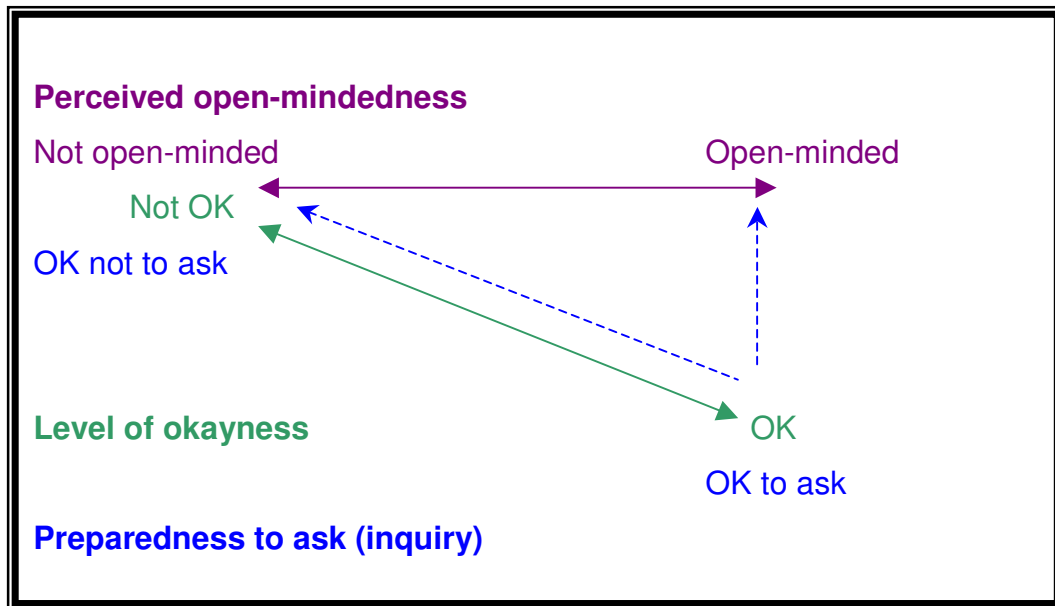 Perceived open-mindedness
Not open-minded
Open-minded
Not OK
OK not to ask
Level of okayness
OK
OK to ask
Preparedness to ask (inquiry)